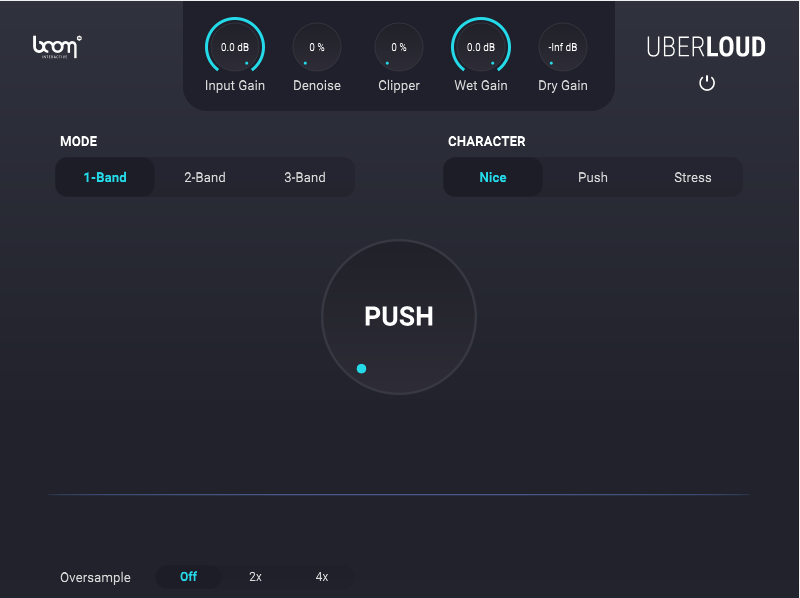 boom
INTERACTIVE
0.0 dB 0 % 0 % 0.0 dB -Inf dB
Input Gain Denoise Clipper Wet Gain Dry Gain
UBERLOUD
MODE
1-Band 2-Band 3-Band
CHARACTER
Nice Push Stress
PUSH
Oversample Off 2x 4x